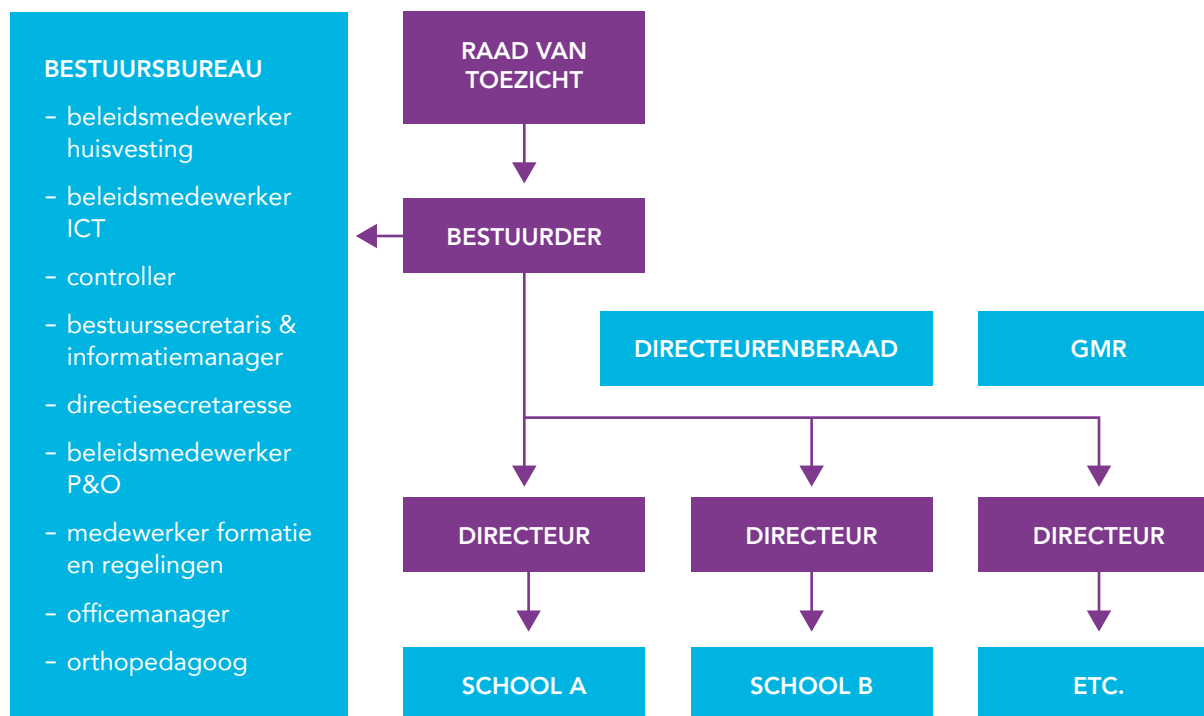 BESTUURSBUREAU
– beleidsmedewerker
huisvesting
– beleidsmedewerker
ICT
– controller
– bestuurssecretaris &
informatiemanager
– directiesecretaresse
– beleidsmedewerker
P&O
– medewerker formatie
en regelingen
– officemanager
– orthopedagoog
RAAD VAN
TOEZICHT
BESTUURDER
DIRECTEURENBERAAD
GMR
DIRECTEUR
DIRECTEUR
DIRECTEUR
SCHOOL A
SCHOOL B
ETC.